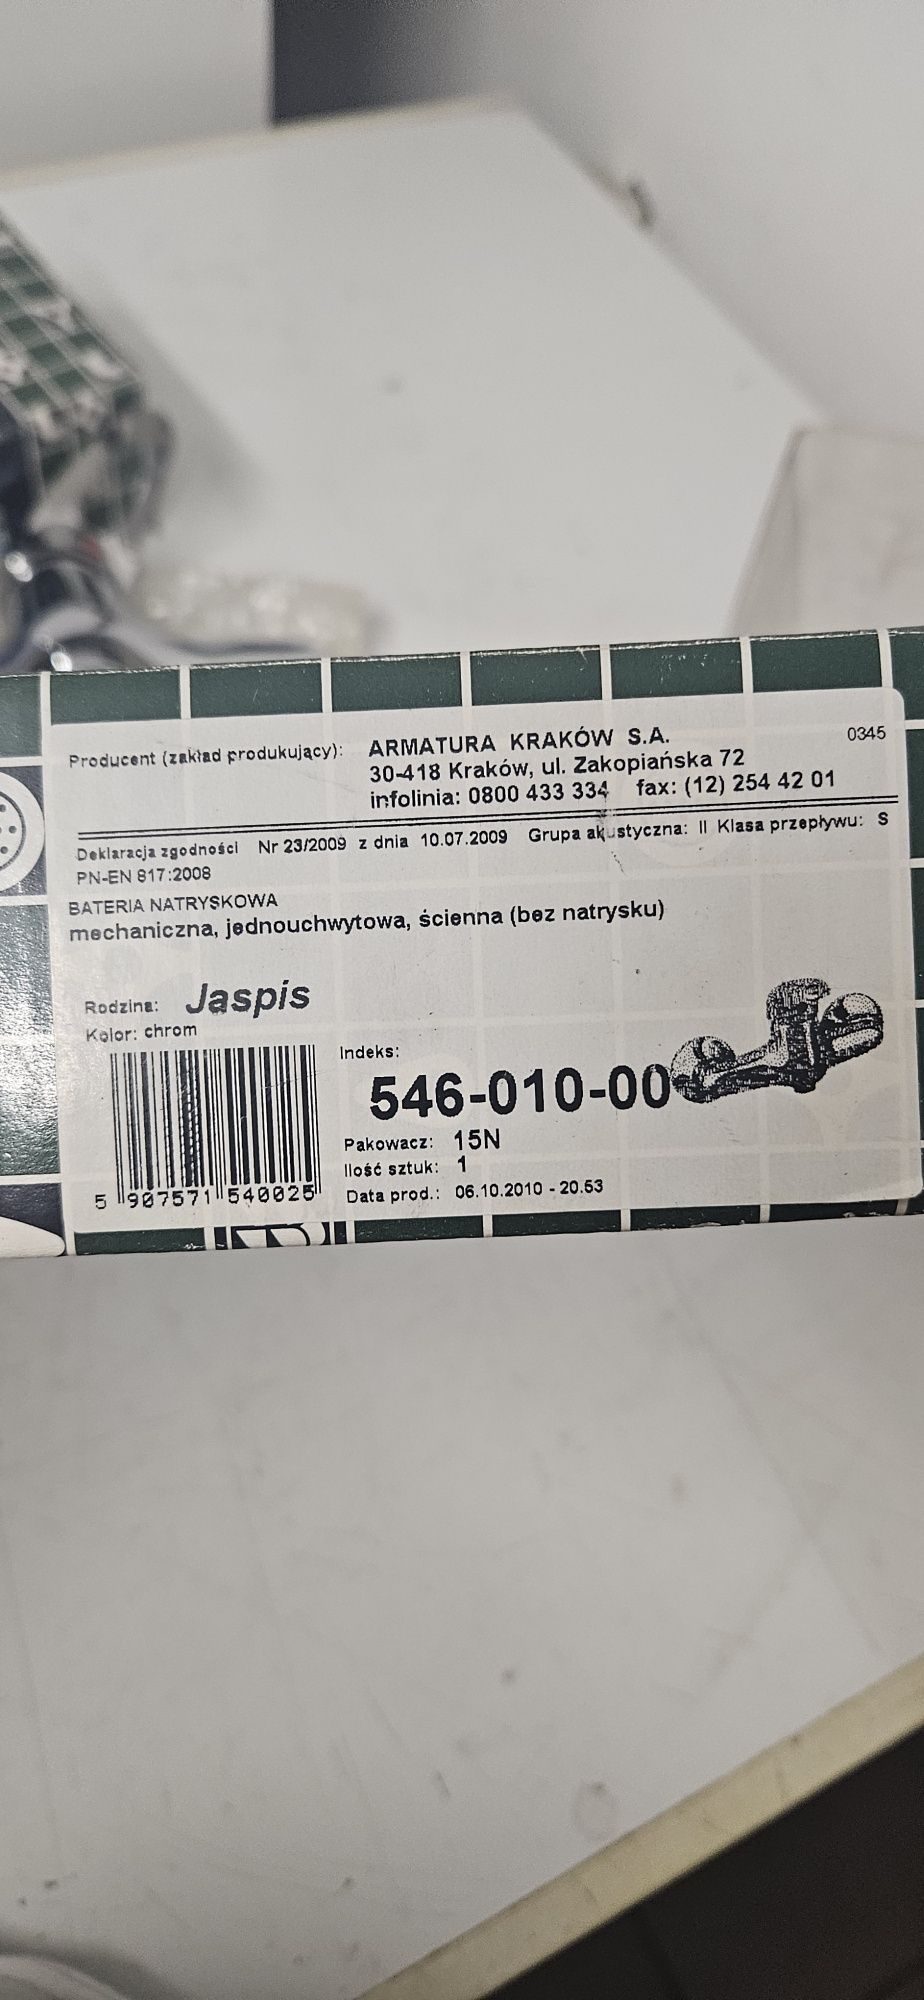 Producent (zakład produkujący): ARMATURA KRAKÓW S.A. 0345
30-418 Kraków, ul. Zakopiańska 72
infolinia: 0800 433 334 fax: (12) 254 42 01
Deklaracja zgodności Nr 23/2009 z dnia 10.07.2009 Grupa akustyczna: II Klasa przepływu: S
PN-EN 817:2008
BATERIA NATRYSKOWA
mechaniczna, jednouchwytowa, ścienna (bez natrysku)
Rodzina: Jaspis
Kolor: chrom
Indeks:
546-010-00
Pakowacz: 15N
Ilość sztuk: 1
Data prod.: 06.10.2010 - 20.53
5 907571 540025